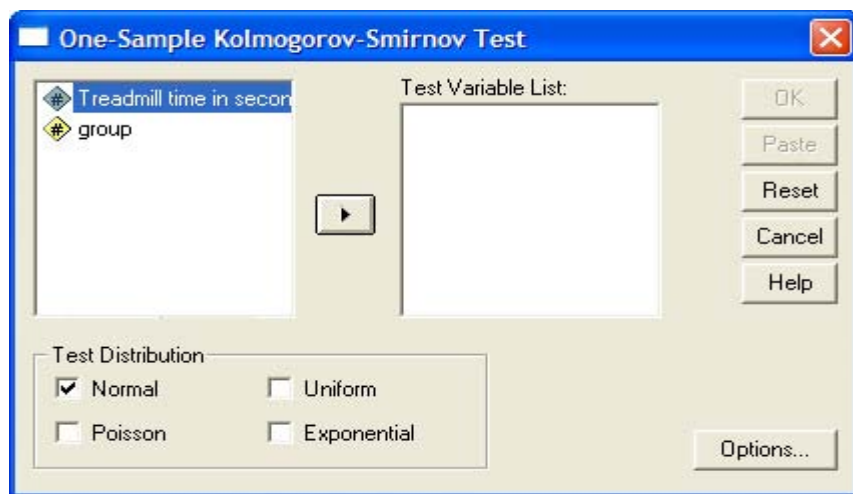 One-Sample Kolmogorov-Smirnov Test
Treadmill time in secon
group
Test Variable List:
OK
Paste
Reset
Cancel
Help
Test Distribution
Normal
Uniform
Poisson
Exponential
Options...